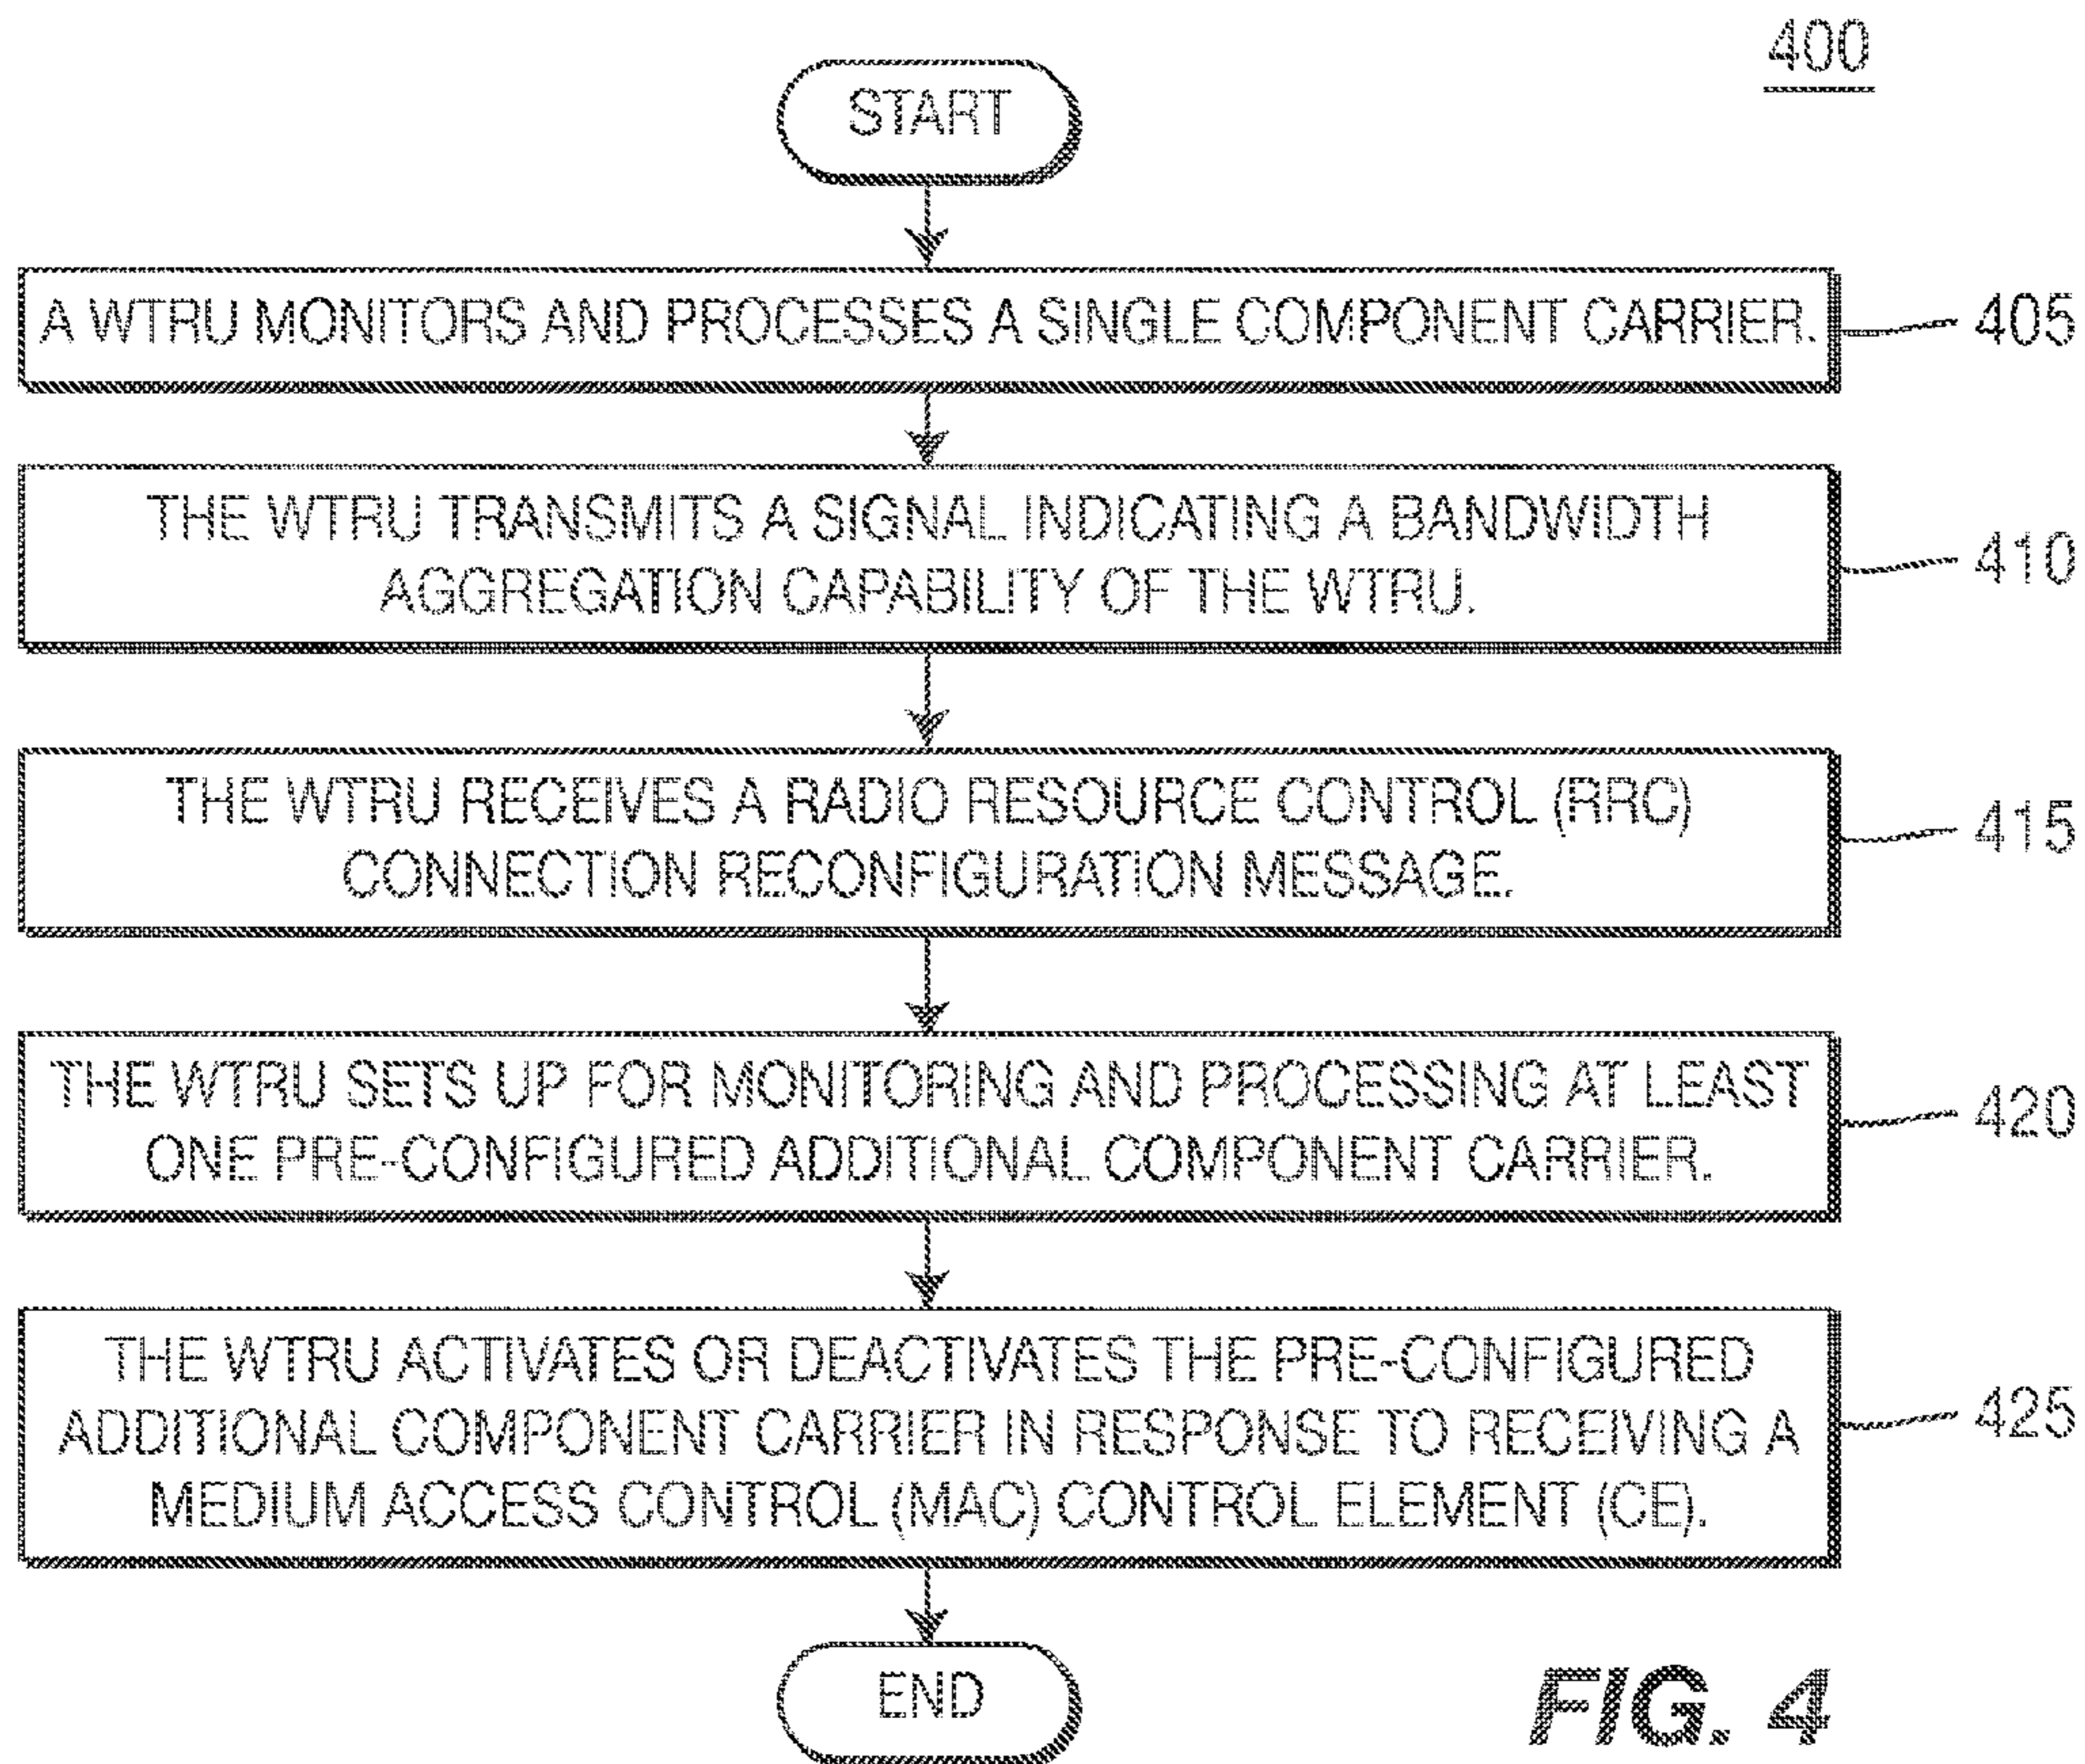 400
START
A WTRU MONITORS AND PROCESSES A SINGLE COMPONENT CARRIER.
405
THE WTRU TRANSMITS A SIGNAL INDICATING A BANDWIDTH
AGGREGATION CAPABILITY OF THE WTRU.
410
THE WTRU RECEIVES A RADIO RESOURCE CONTROL (RRC)
CONNECTION RECONFIGURATION MESSAGE.
415
THE WTRU SETS UP FOR MONITORING AND PROCESSING AT LEAST
ONE PRE-CONFIGURED ADDITIONAL COMPONENT CARRIER.
420
THE WTRU ACTIVATES OR DEACTIVATES THE PRE-CONFIGURED
ADDITIONAL COMPONENT CARRIER IN RESPONSE TO RECEIVING A
MEDIUM ACCESS CONTROL (MAC) CONTROL ELEMENT (CE).
425
END
FIG. 4